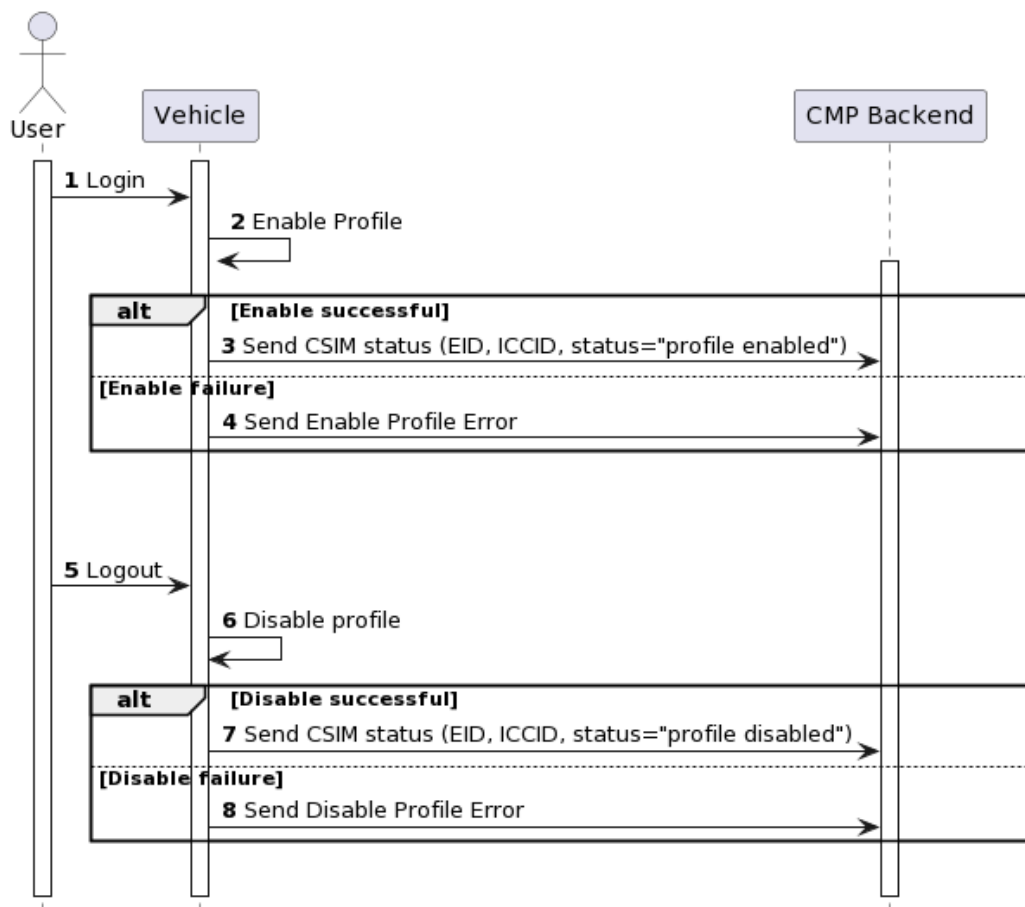 User
Vehicle
CMP Backend
1 Login
2 Enable Profile
alt [Enable successful]
3 Send CSIM status (EID, ICCID, status="profile enabled")
[Enable failure]
4 Send Enable Profile Error
5 Logout
6 Disable profile
alt [Disable successful]
7 Send CSIM status (EID, ICCID, status="profile disabled")
[Disable failure]
8 Send Disable Profile Error